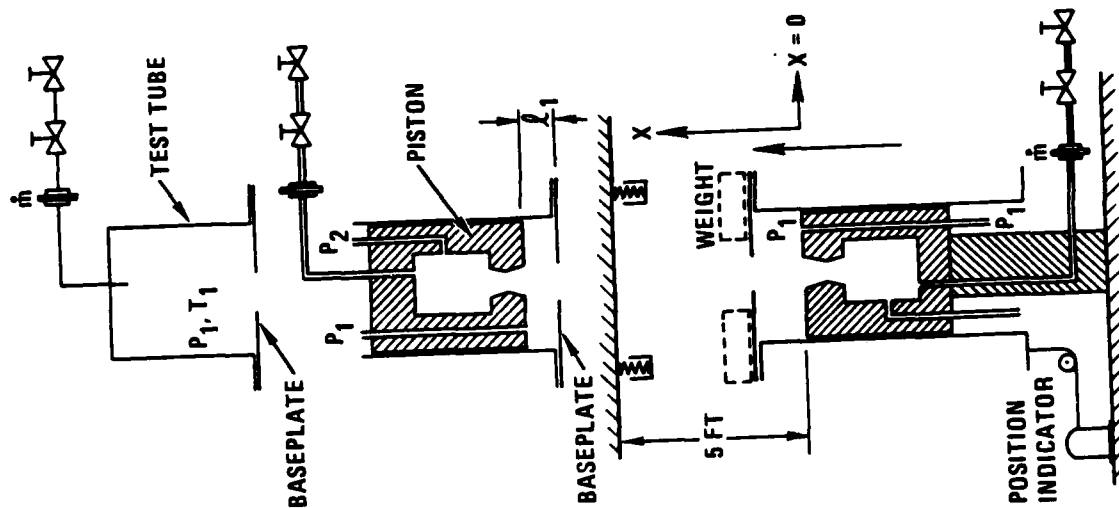 ṁ
TEST TUBE
P1, T1
BASEPLATE
P2
P1
PISTON
ℓ1
BASEPLATE
X
X = 0
5 FT
WEIGHT
P1
P1
ṁ
POSITION
INDICATOR